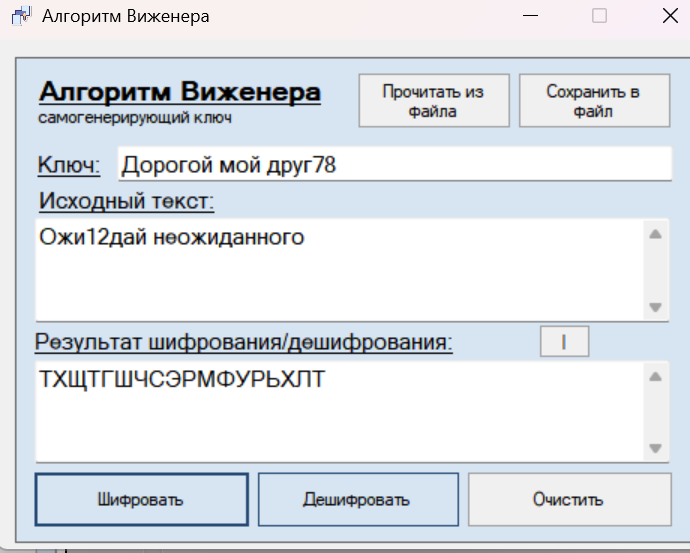 Алгоритм Виженера
Алгоритм Виженера
самогенерирующий ключ
Прочитать из
файла
Сохранить в
файл
Ключ:
Дорогой мой друг78
Исходный текст:
Ожи12дай неожиданного
Результат шифрования/дешифрования:
|
ТХЩТГШЧСЭРМФУРЬХЛТ
Шифровать
Дешифровать
Очистить